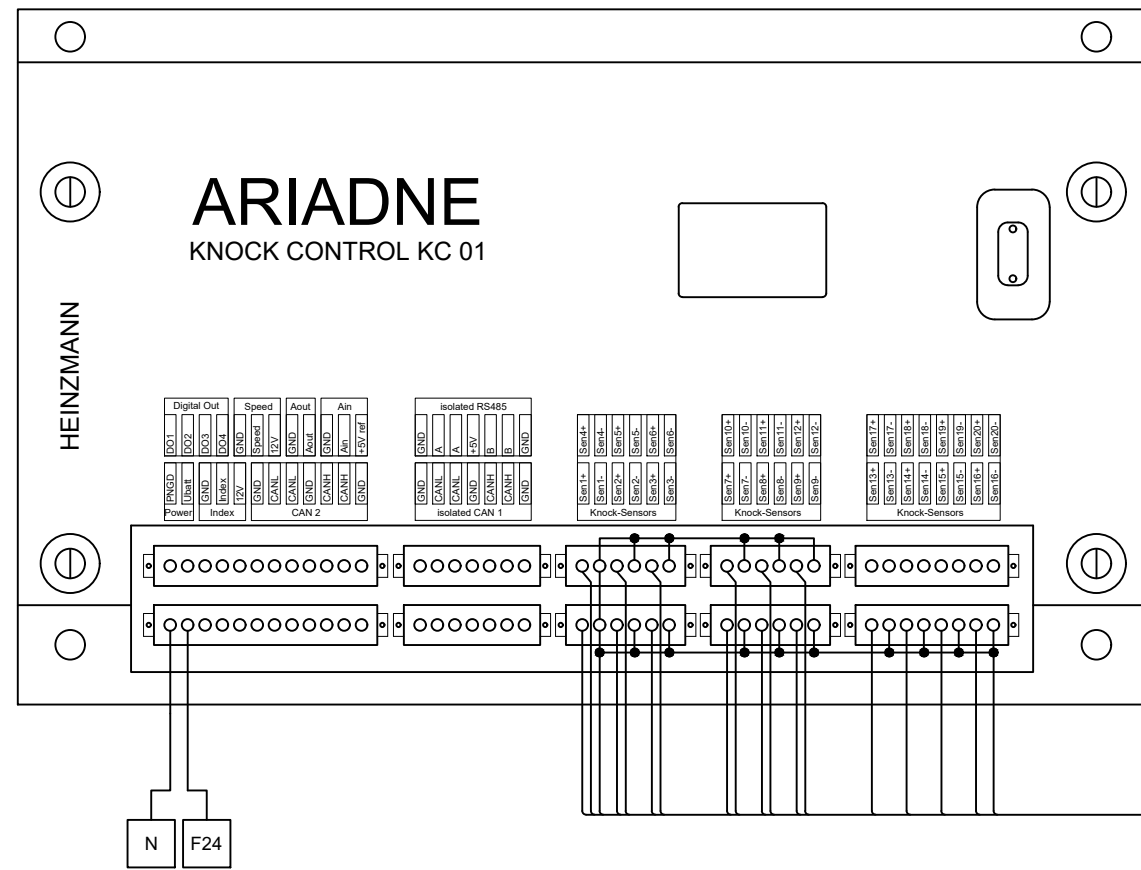 ARIADNE
KNOCK CONTROL KC 01
HEINZMANN
Digital Out Speed Aout Ain
DO1 DO2 DO3 DO4 GND Speed 12V GND Aout GND Ain +5V ref
PNGD Ubatt GND Index 12V GND CANL CANL GND CANH CANH GND
Power Index CAN 2
isolated RS485
GND A A +5V B B GND
GND CANL CANL GND CANH CANH GND
isolated CAN 1
Sen4+ Sen4- Sen5+ Sen5- Sen6+ Sen6-
Sen1+ Sen1- Sen2+ Sen2- Sen3+ Sen3-
Knock-Sensors
Sen10+ Sen10- Sen11+ Sen11- Sen12+ Sen12-
Sen7+ Sen7- Sen8+ Sen8- Sen9+ Sen9-
Knock-Sensors
Sen17+ Sen17- Sen18+ Sen18- Sen19+ Sen19- Sen20+ Sen20-
Sen13+ Sen13- Sen14+ Sen14- Sen15+ Sen15- Sen16+ Sen16-
Knock-Sensors
N F24